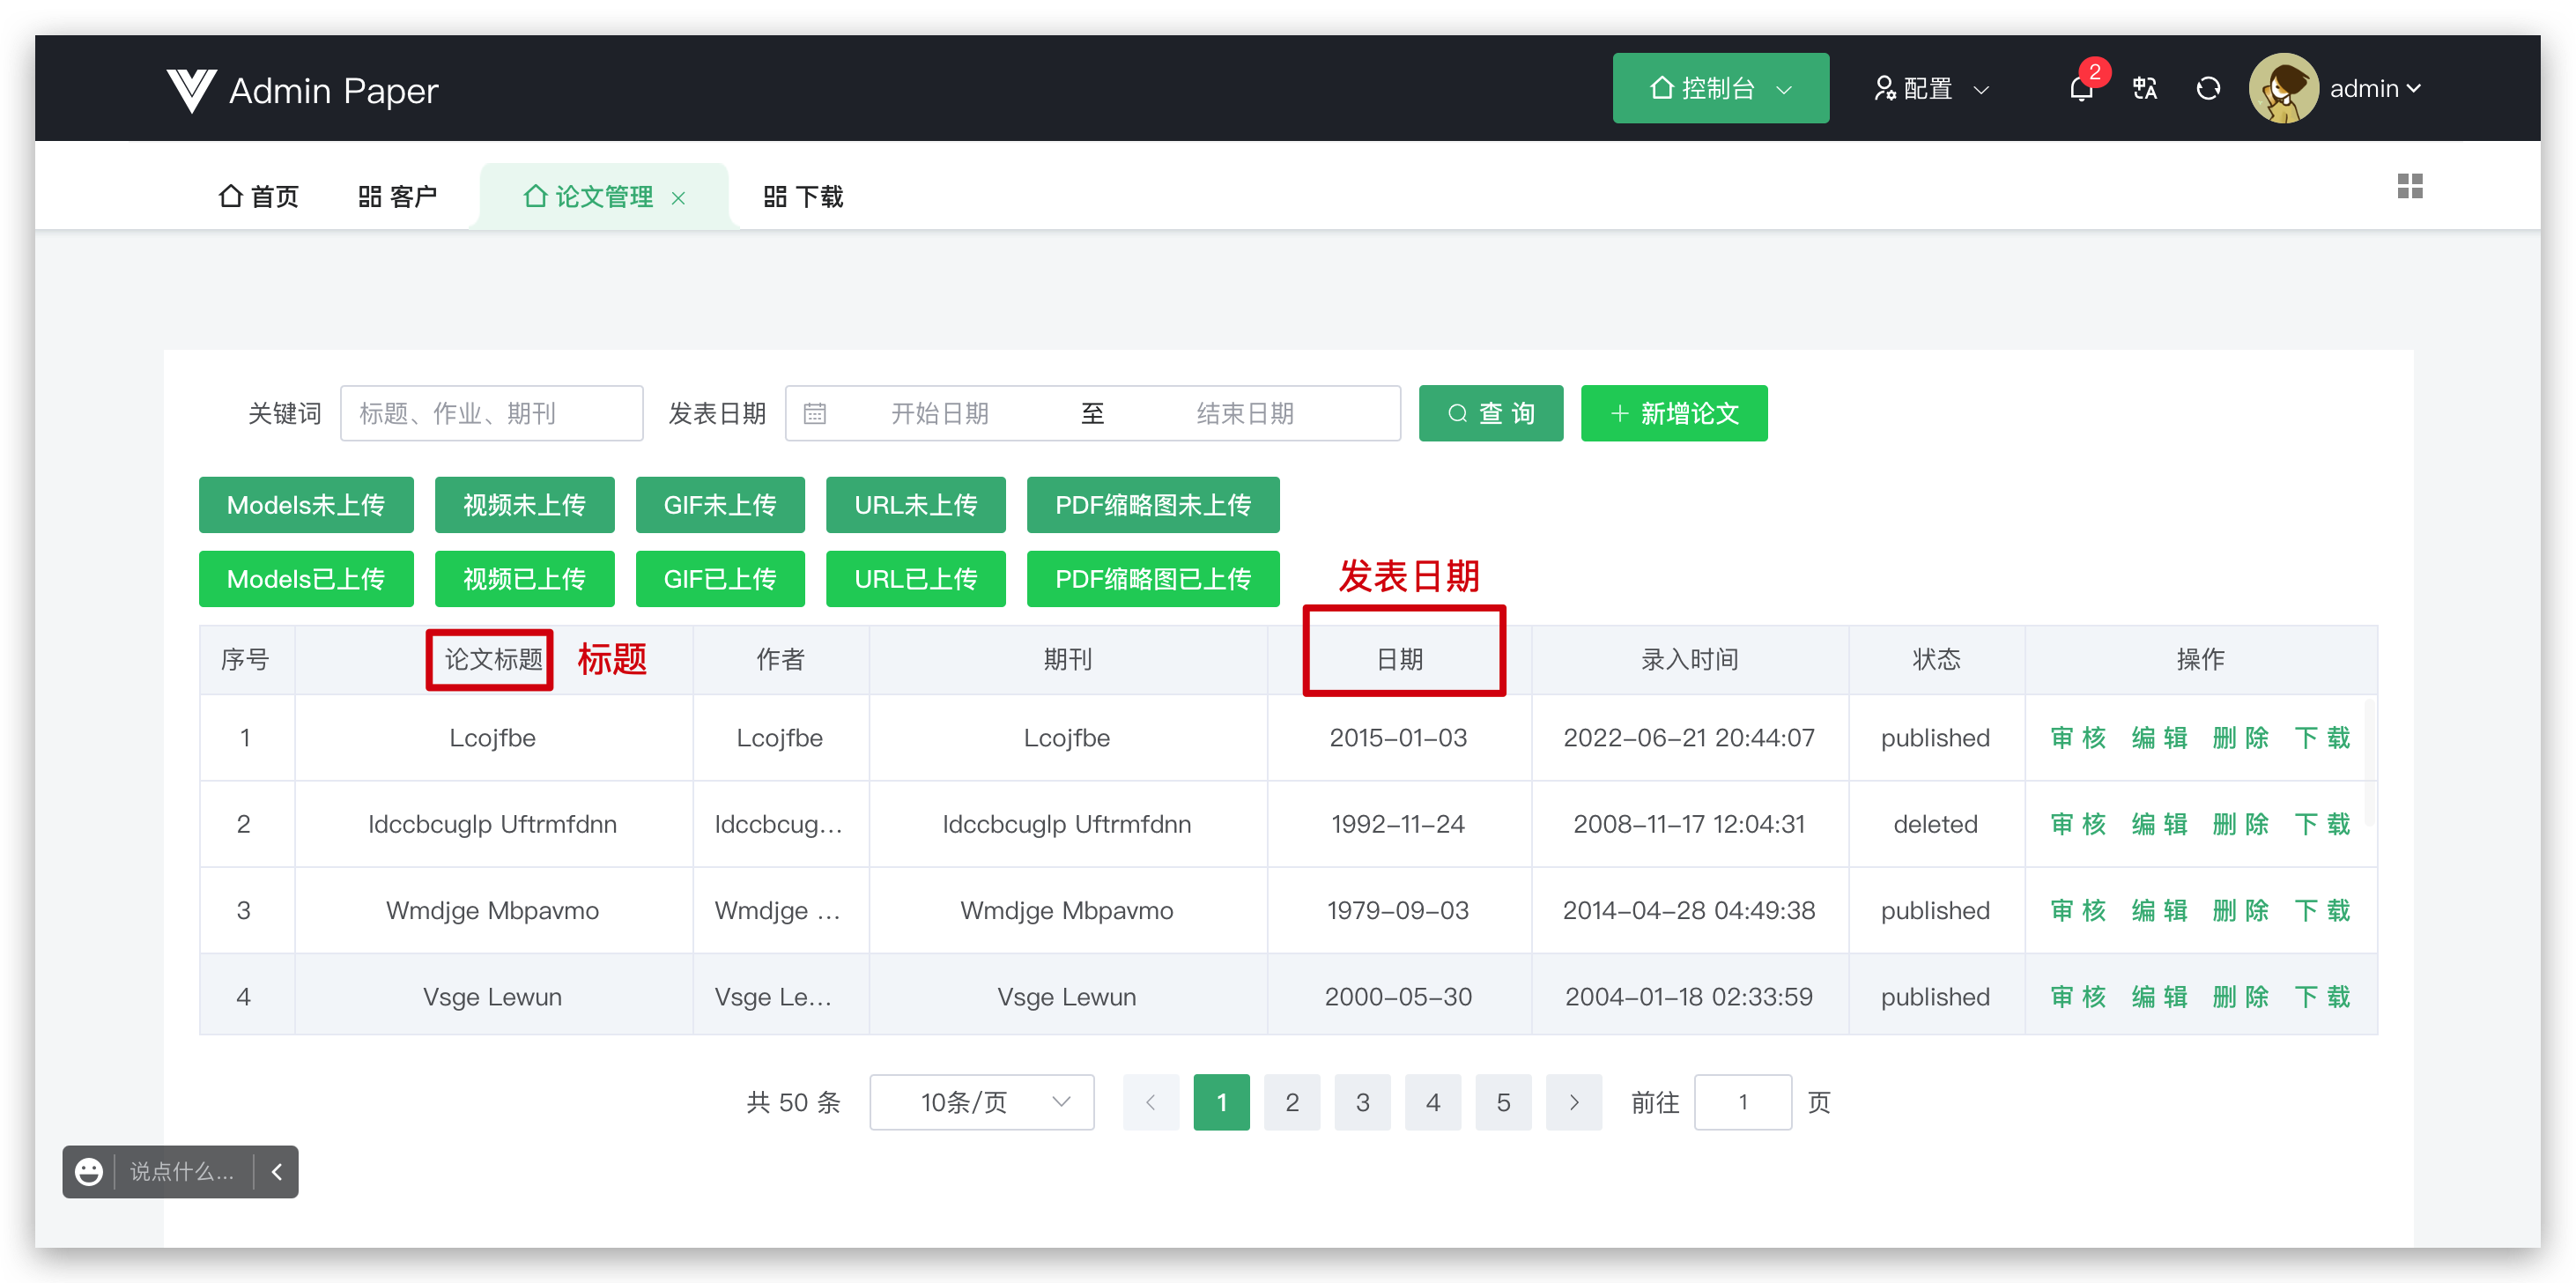 Admin Paper 控制台 配置 2 admin
首页 客户 论文管理 下载
关键词 标题、作业、期刊 发表日期 开始日期 至 结束日期 查 询 新增论文
Models未上传 视频未上传 GIF未上传 URL未上传 PDF缩略图未上传
Models已上传 视频已上传 GIF已上传 URL已上传 PDF缩略图已上传
发表日期
序号 论文标题 标题 作者 期刊 日期 录入时间 状态 操作
1 Lcojfbe Lcojfbe Lcojfbe 2015-01-03 2022-06-21 20:44:07 published 审 核 编 辑 删 除 下 载
2 Idccbcuglp Uftrmfdnn Idccbcug... Idccbcuglp Uftrmfdnn 1992-11-24 2008-11-17 12:04:31 deleted 审 核 编 辑 删 除 下 载
3 Wmdjge Mbpavmo Wmdjge ... Wmdjge Mbpavmo 1979-09-03 2014-04-28 04:49:38 published 审 核 编 辑 删 除 下 载
4 Vsge Lewun Vsge Le... Vsge Lewun 2000-05-30 2004-01-18 02:33:59 published 审 核 编 辑 删 除 下 载
共 50 条 10条/页 1 2 3 4 5 前往 1 页
说点什么...